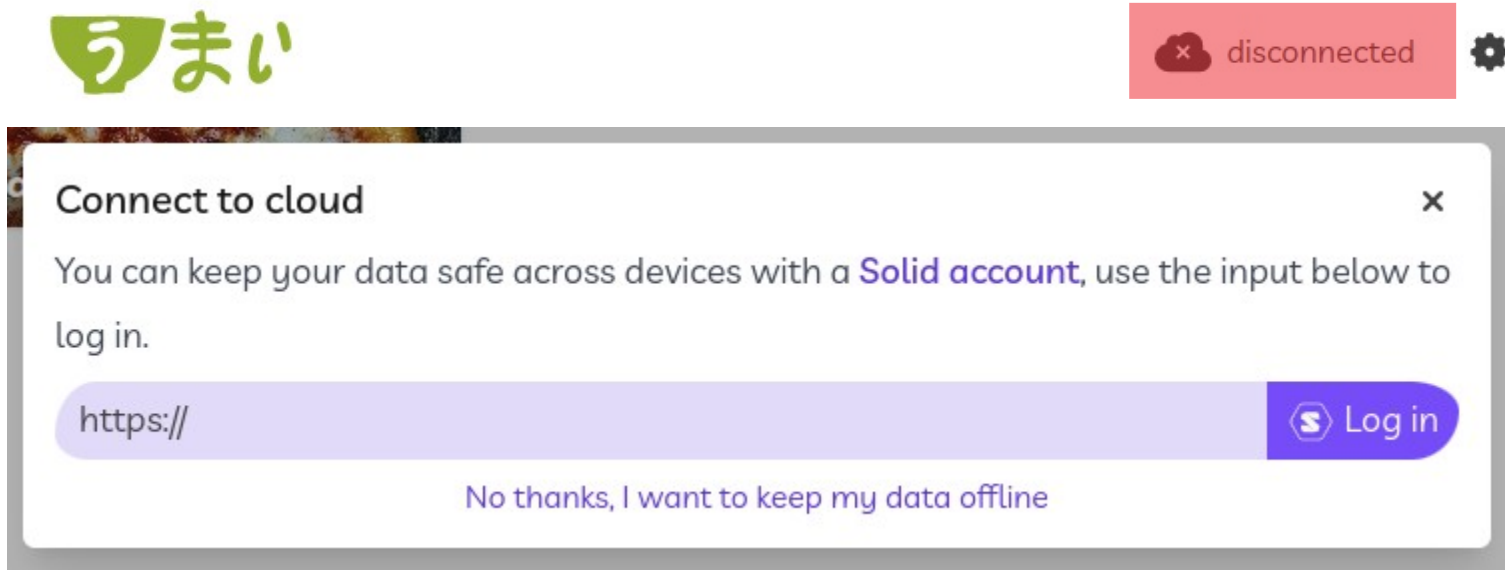 うまい
disconnected
Connect to cloud
You can keep your data safe across devices with a Solid account, use the input below to
log in.
https://
Log in
No thanks, I want to keep my data offline